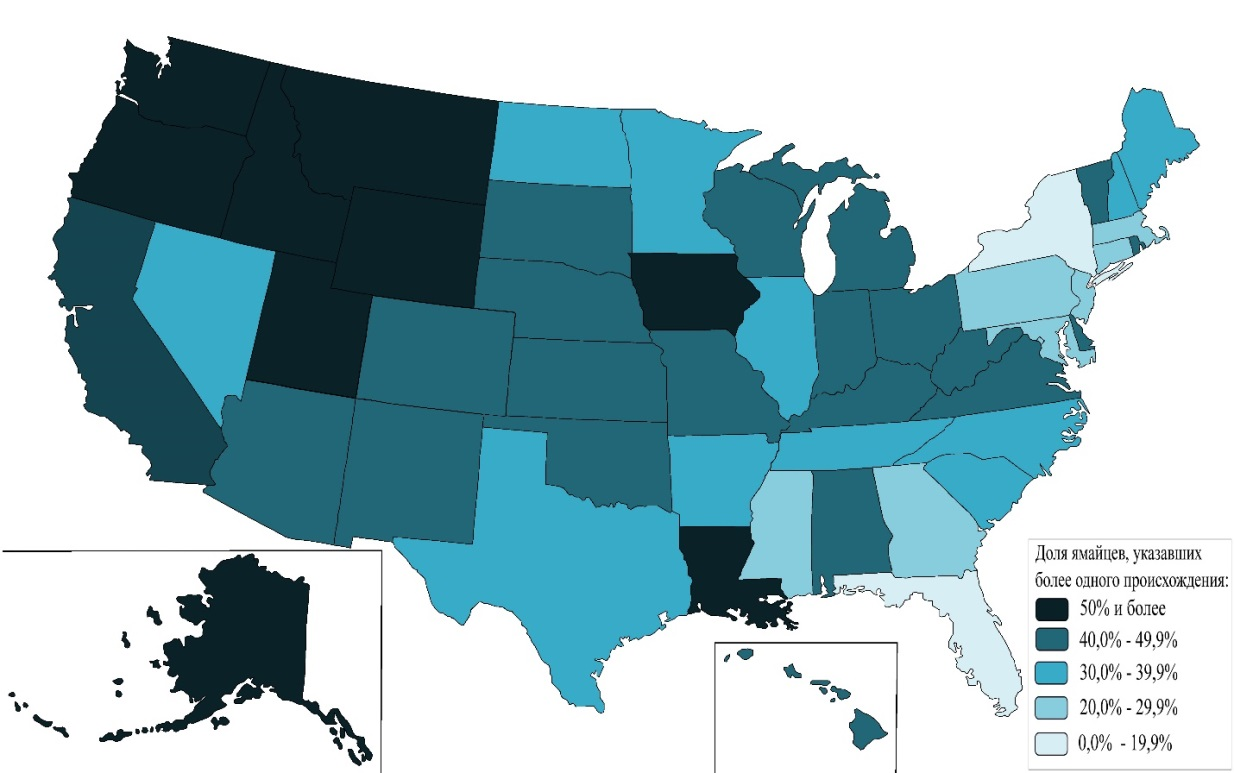 Доля ямайцев, указавших
более одного происхождения:
50% и более
40,0% - 49,9%
30,0% - 39,9%
20,0% - 29,9%
0,0% - 19,9%